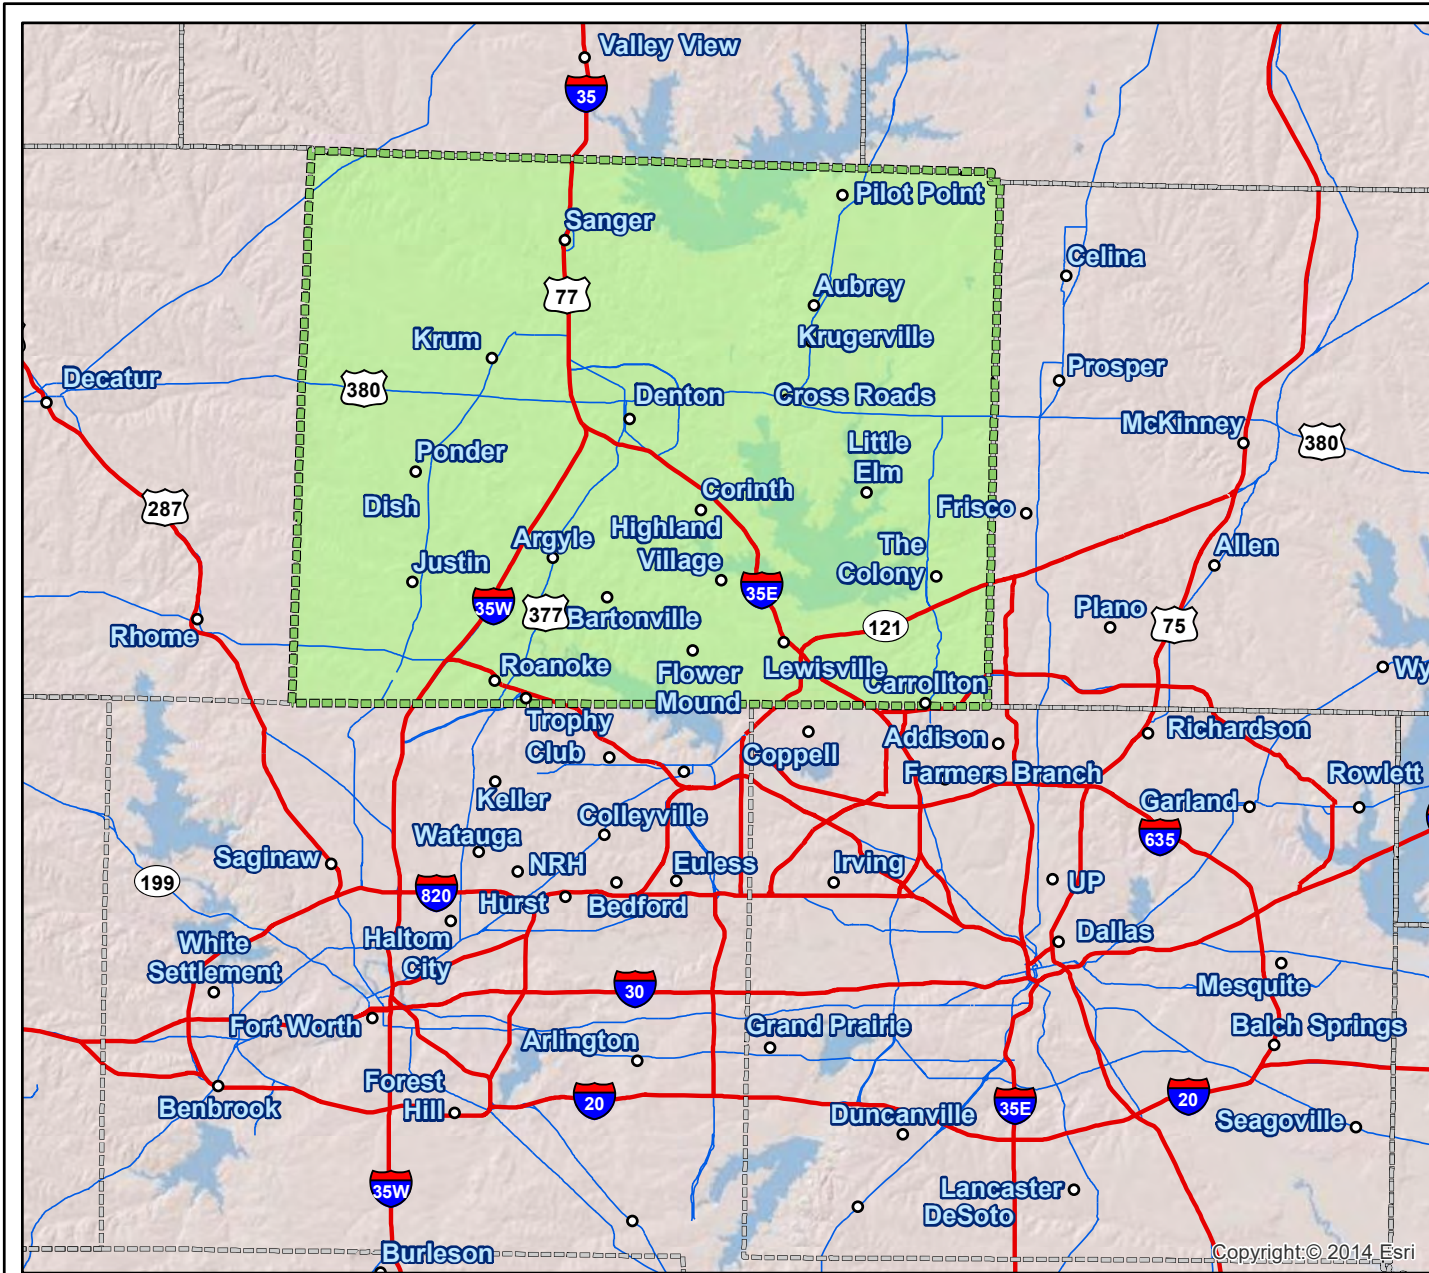 Valley View
35
Pilot Point
Sanger
Celina
77
Aubrey
Krugerville
Krum
Prosper
Decatur
380
Denton
Cross Roads
McKinney
380
Little
Elm
Ponder
Corinth
287
Dish
Frisco
Highland
Village
Argyle
The
Colony
Allen
Justin
35W
377
Bartonville
35E
121
Plano
75
Rhome
Roanoke
Flower
Mound
Lewisville
Carrollton
Wy
Trophy
Club
Coppell
Addison
Richardson
Farmers Branch
Rowlett
Keller
Garland
Colleyville
Watauga
635
Saginaw
NRH
Euless
Irving
199
820
UP
Hurst
Bedford
Haltom
City
Dallas
White
Settlement
30
Mesquite
Fort Worth
Grand Prairie
Balch Springs
Arlington
Forest
Hill
20
35E
20
Benbrook
Duncanville
Seagoville
35W
Lancaster
DeSoto
Burleson
Copyright:© 2014 Esri